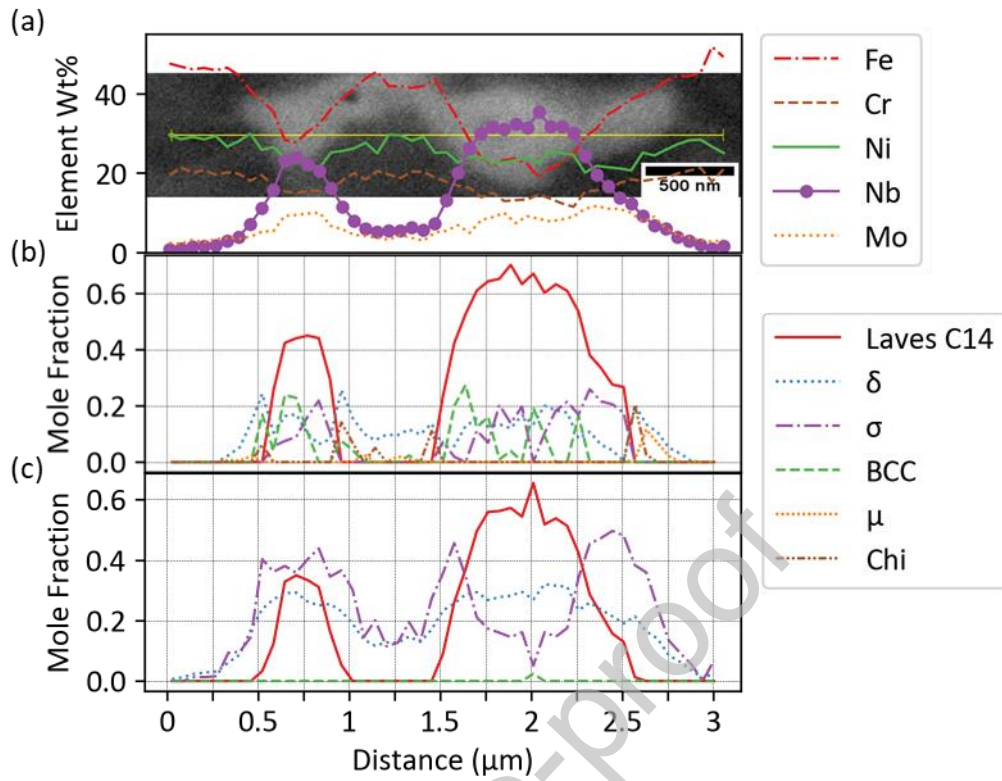 (a)
Element Wt%
40
20
0
500 nm
Fe
Cr
Ni
Nb
Mo
(b)
Mole Fraction
0.6
0.4
0.2
0.0
Laves C14
δ
σ
BCC
μ
Chi
(c)
Mole Fraction
0.6
0.4
0.2
0.0
0
0.5
1
1.5
2
2.5
3
Distance (μm)
e-proof